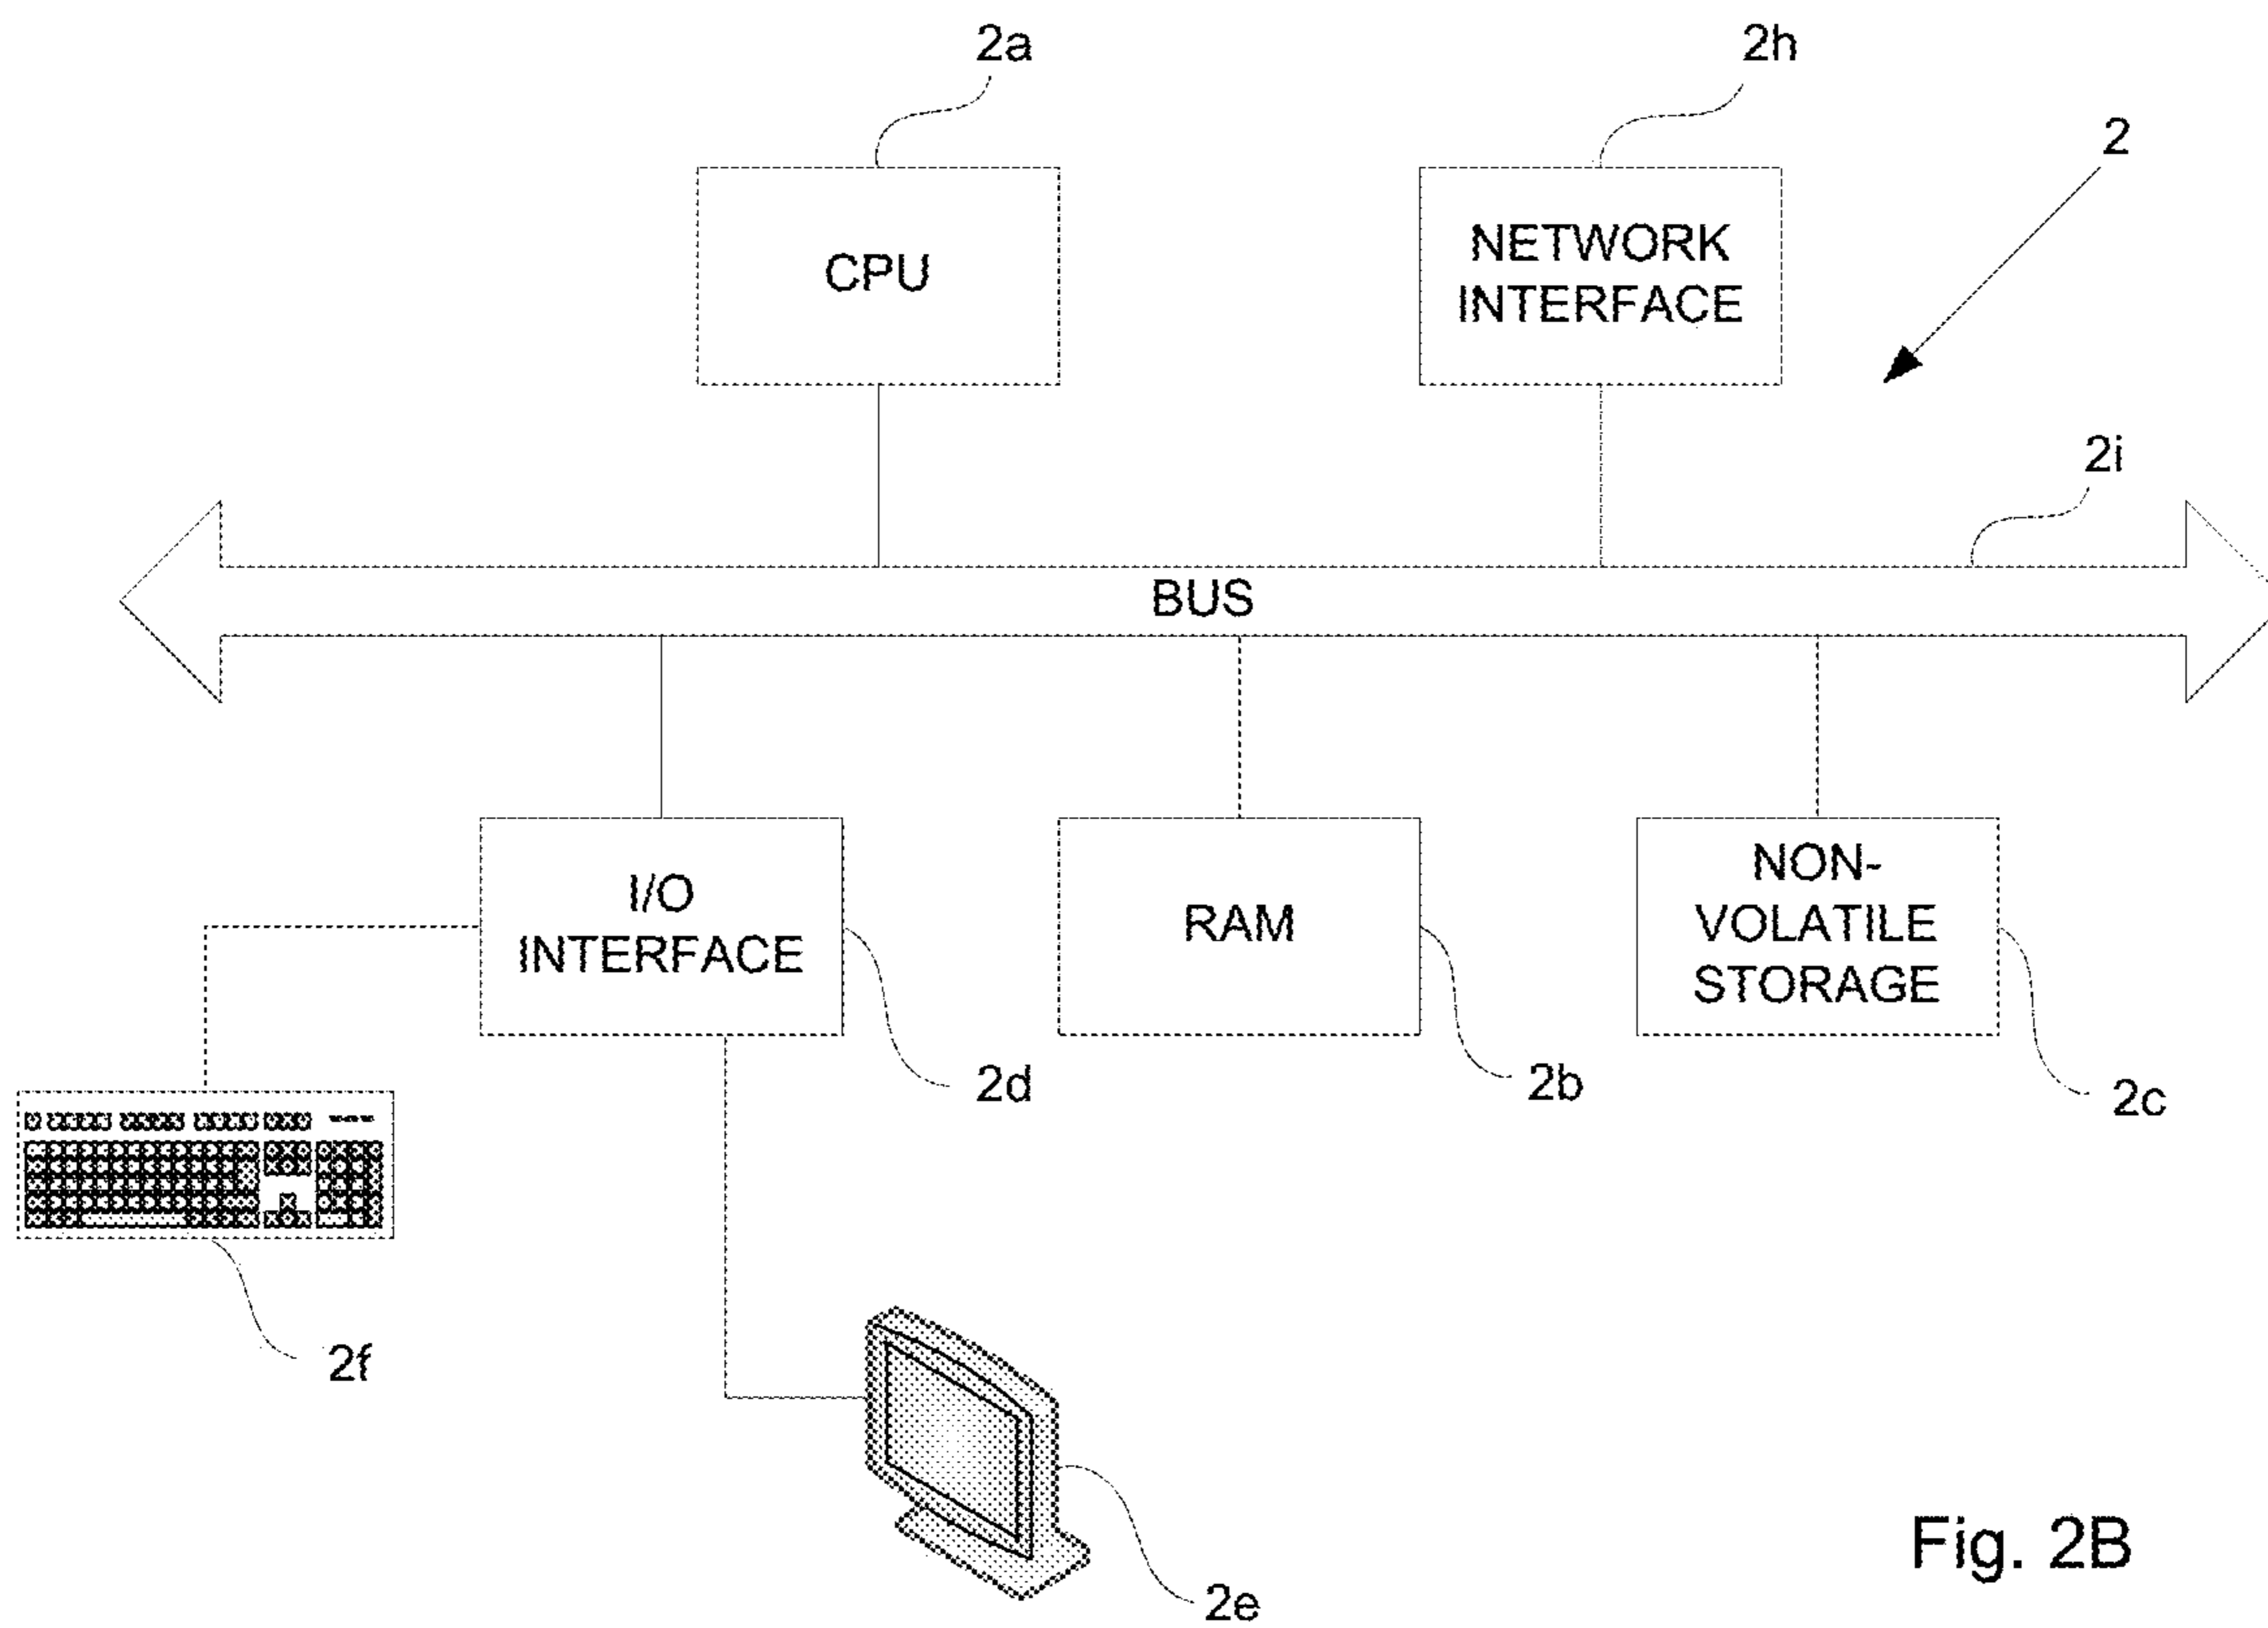 2a
2h
2
CPU
NETWORK
INTERFACE
2i
BUS
I/O
INTERFACE
RAM
NON-
VOLATILE
STORAGE
2d
2b
2c
2f
2e
Fig. 2B